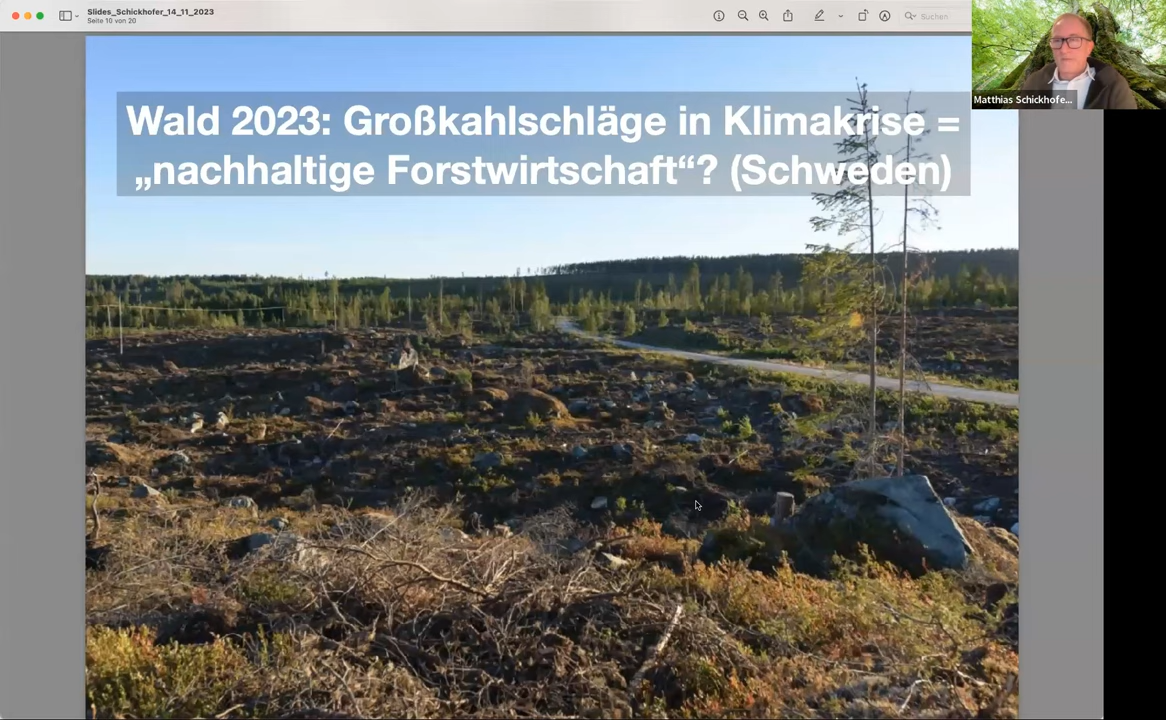 Slides_Schickhofer_14_11_2023
Seite 10 von 20
Suchen
Matthias Schickhofe...
Wald 2023: Großkahlschläge in Klimakrise =
„nachhaltige Forstwirtschaft“? (Schweden)